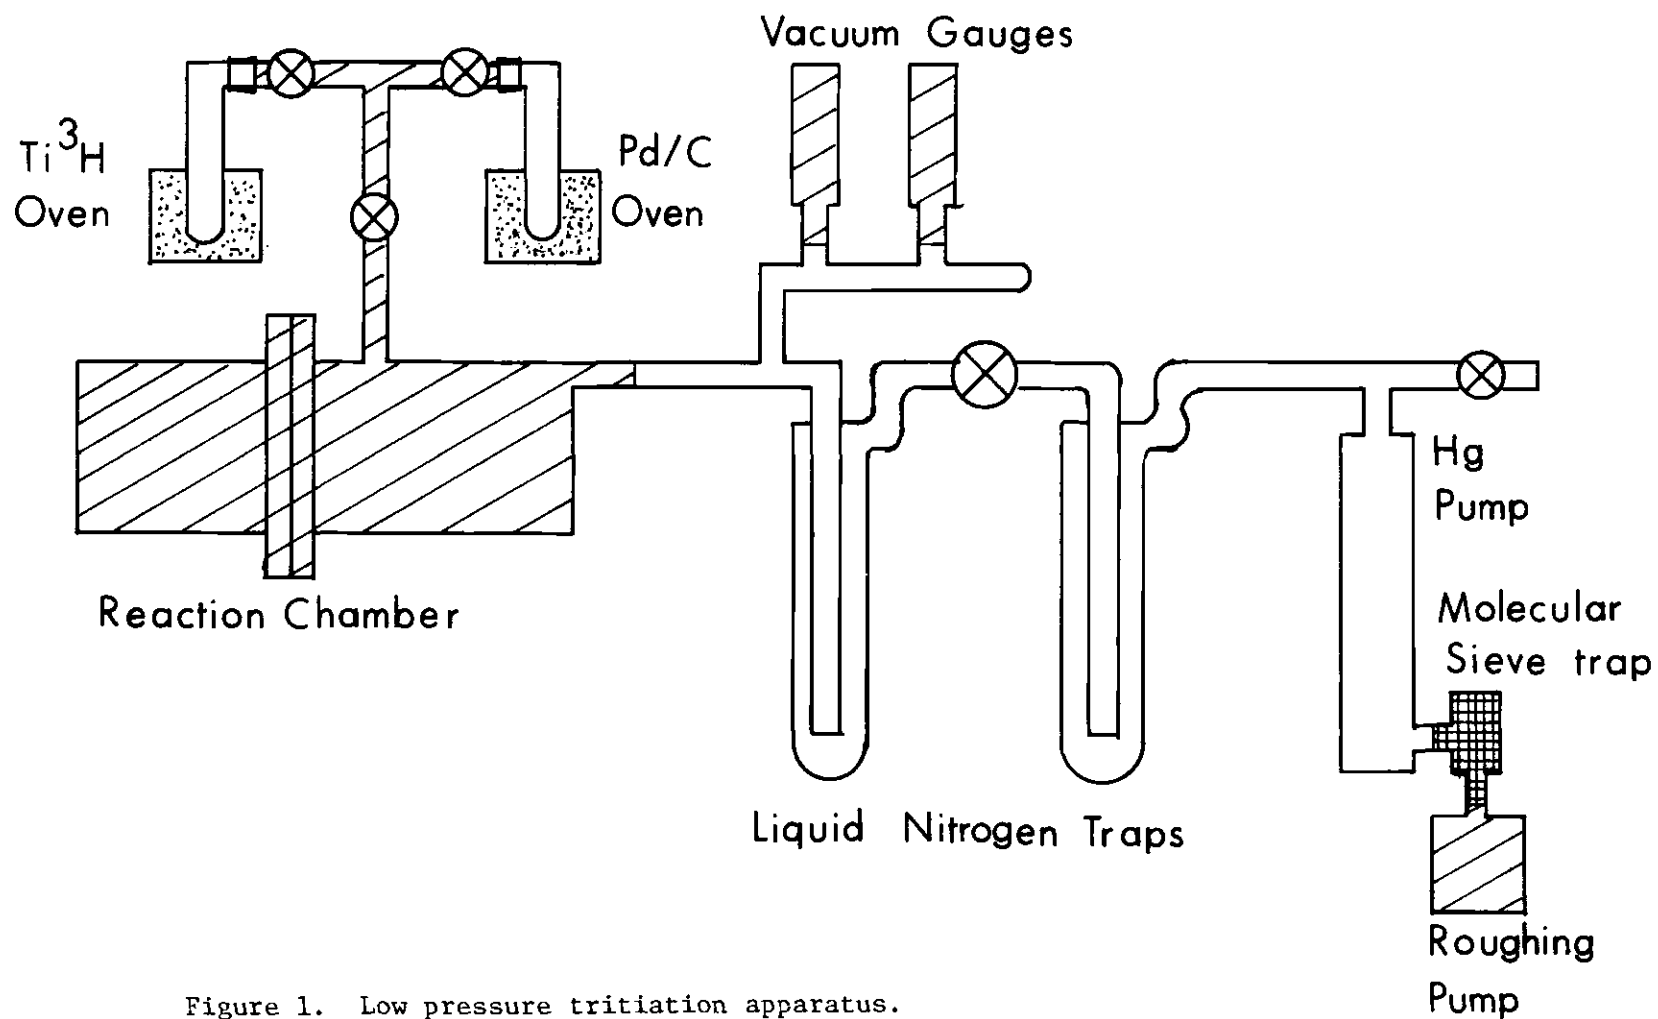 Vacuum Gauges
Ti³H
Oven
Pd/C
Oven
Reaction Chamber
Hg
Pump
Molecular
Sieve trap
Liquid Nitrogen Traps
Roughing
Pump
Figure 1. Low pressure tritiation apparatus.